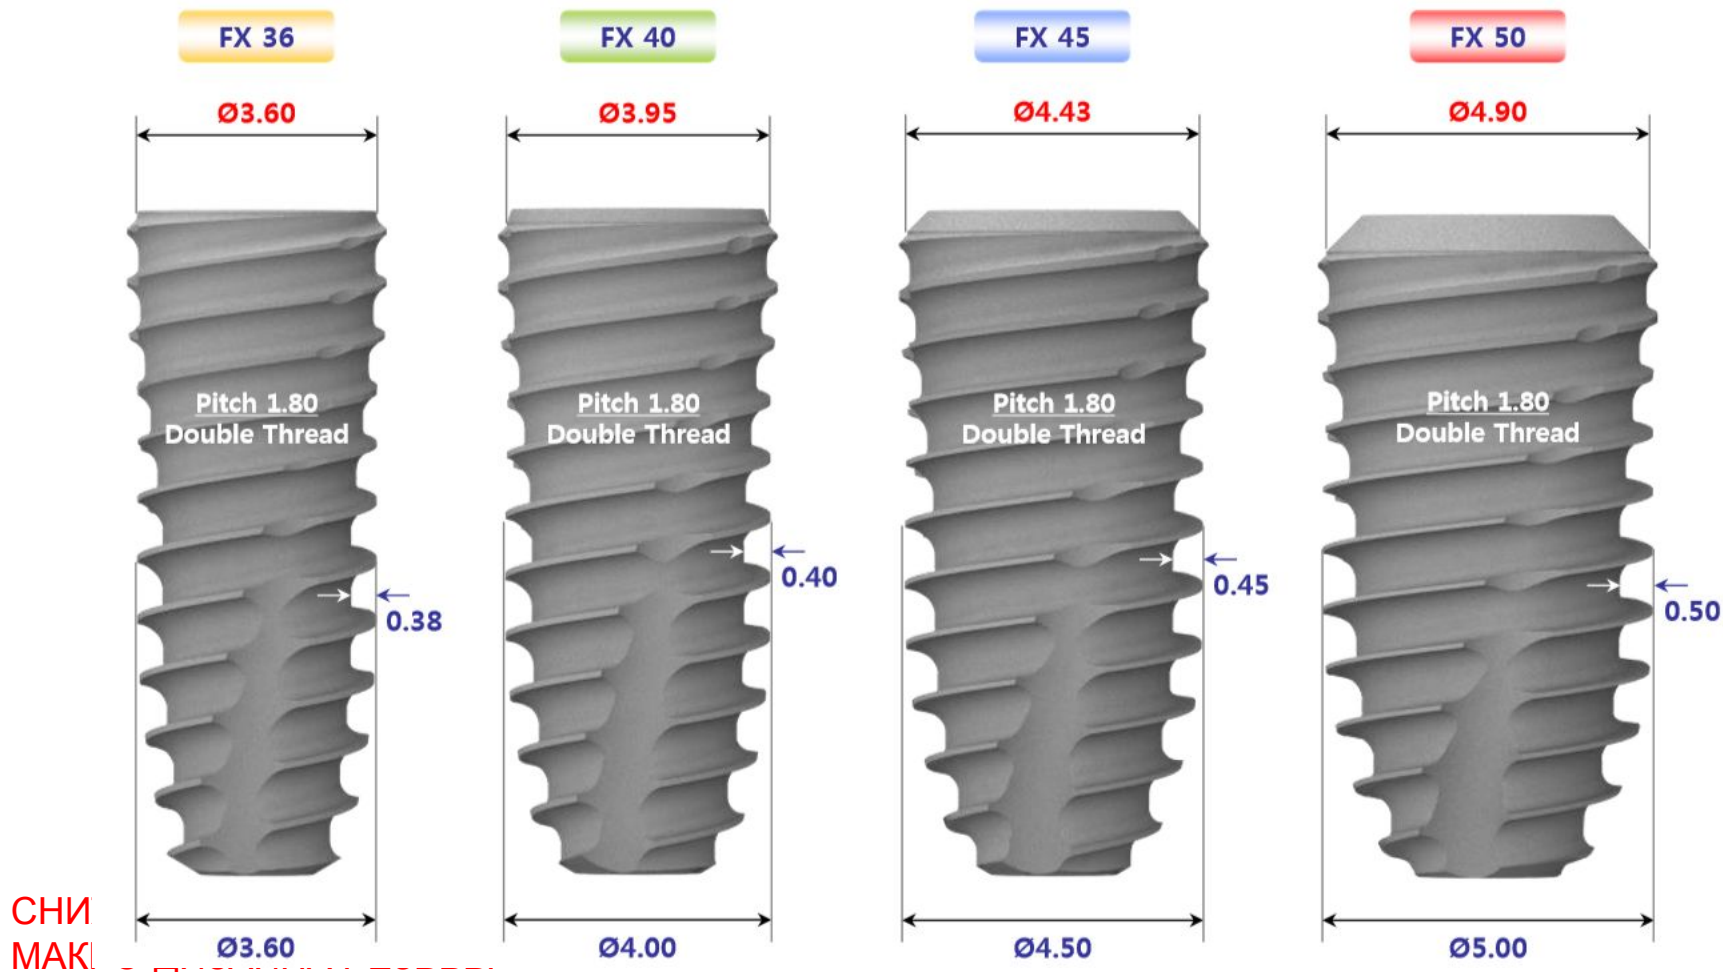 FX 36 FX 40 FX 45 FX 50
Ø3.60 Ø3.95 Ø4.43 Ø4.90
Pitch 1.80 Pitch 1.80 Pitch 1.80 Pitch 1.80
Double Thread Double Thread Double Thread Double Thread
0.38 0.40 0.45 0.50
СНИ
МАК
Ø3.60 Ø4.00 Ø4.50 Ø5.00